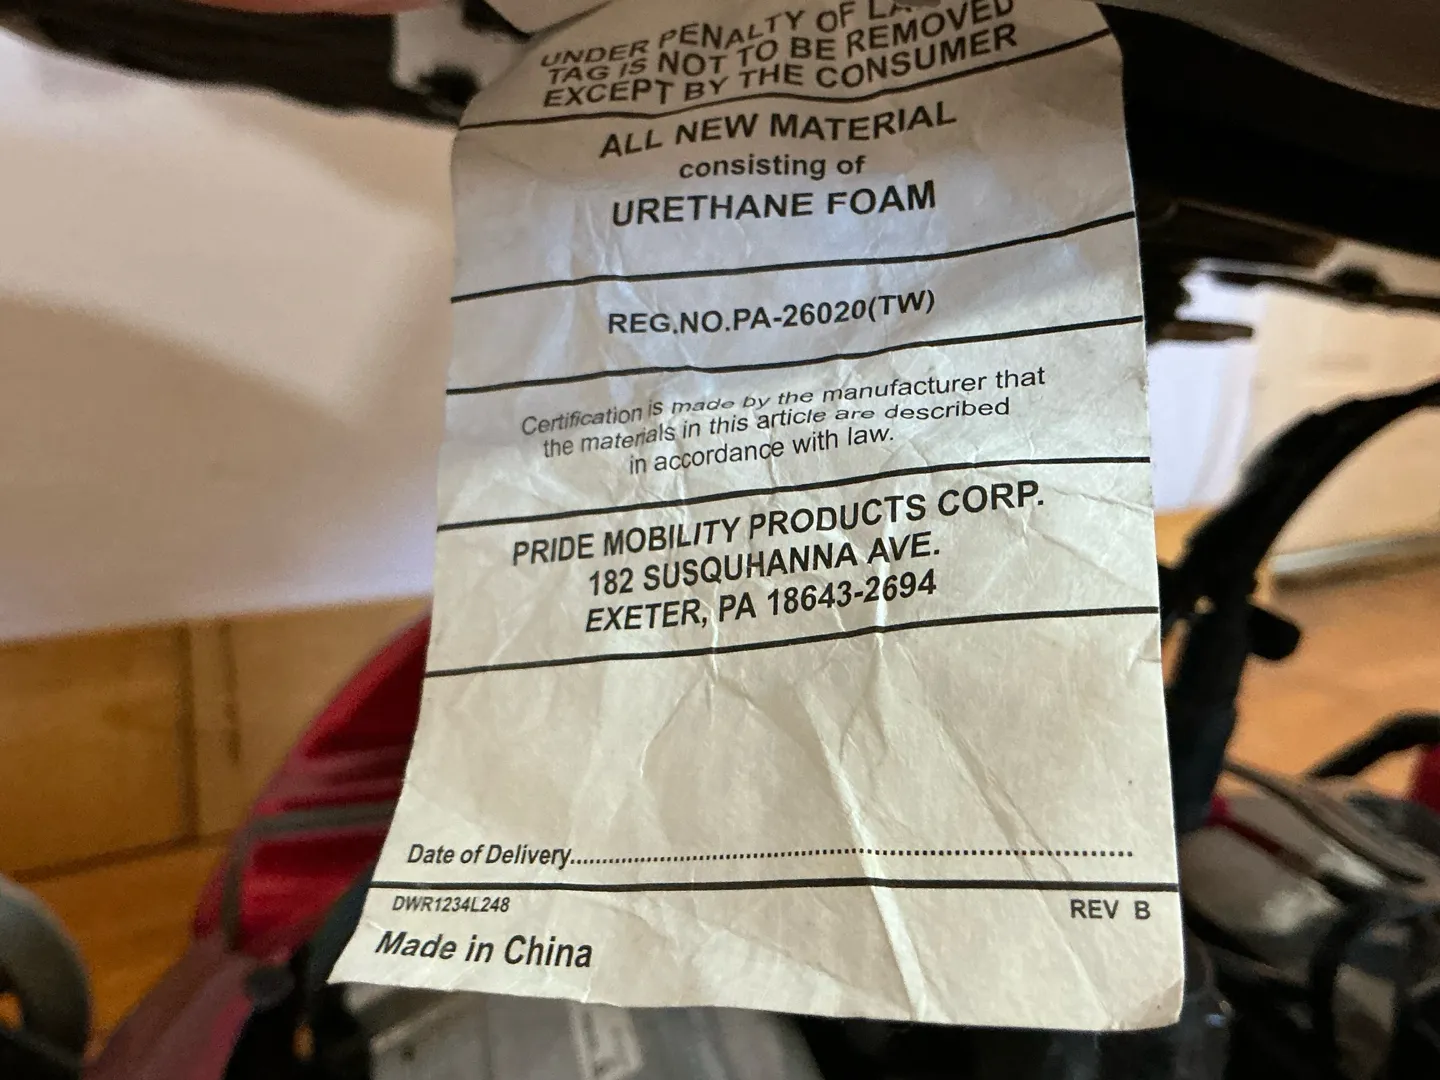 UNDER PENALTY OF
TAG IS NOT TO BE REMOVED
EXCEPT BY THE CONSUMER
ALL NEW MATERIAL
consisting of
URETHANE FOAM
REG.NO.PA-26020(TW)
Certification is made by the manufacturer that
the materials in this article are described
in accordance with law.
PRIDE MOBILITY PRODUCTS CORP.
182 SUSQUHANNA AVE.
EXETER, PA 18643-2694
Date of Delivery................................................................................
DWR1234L248 REV B
Made in China